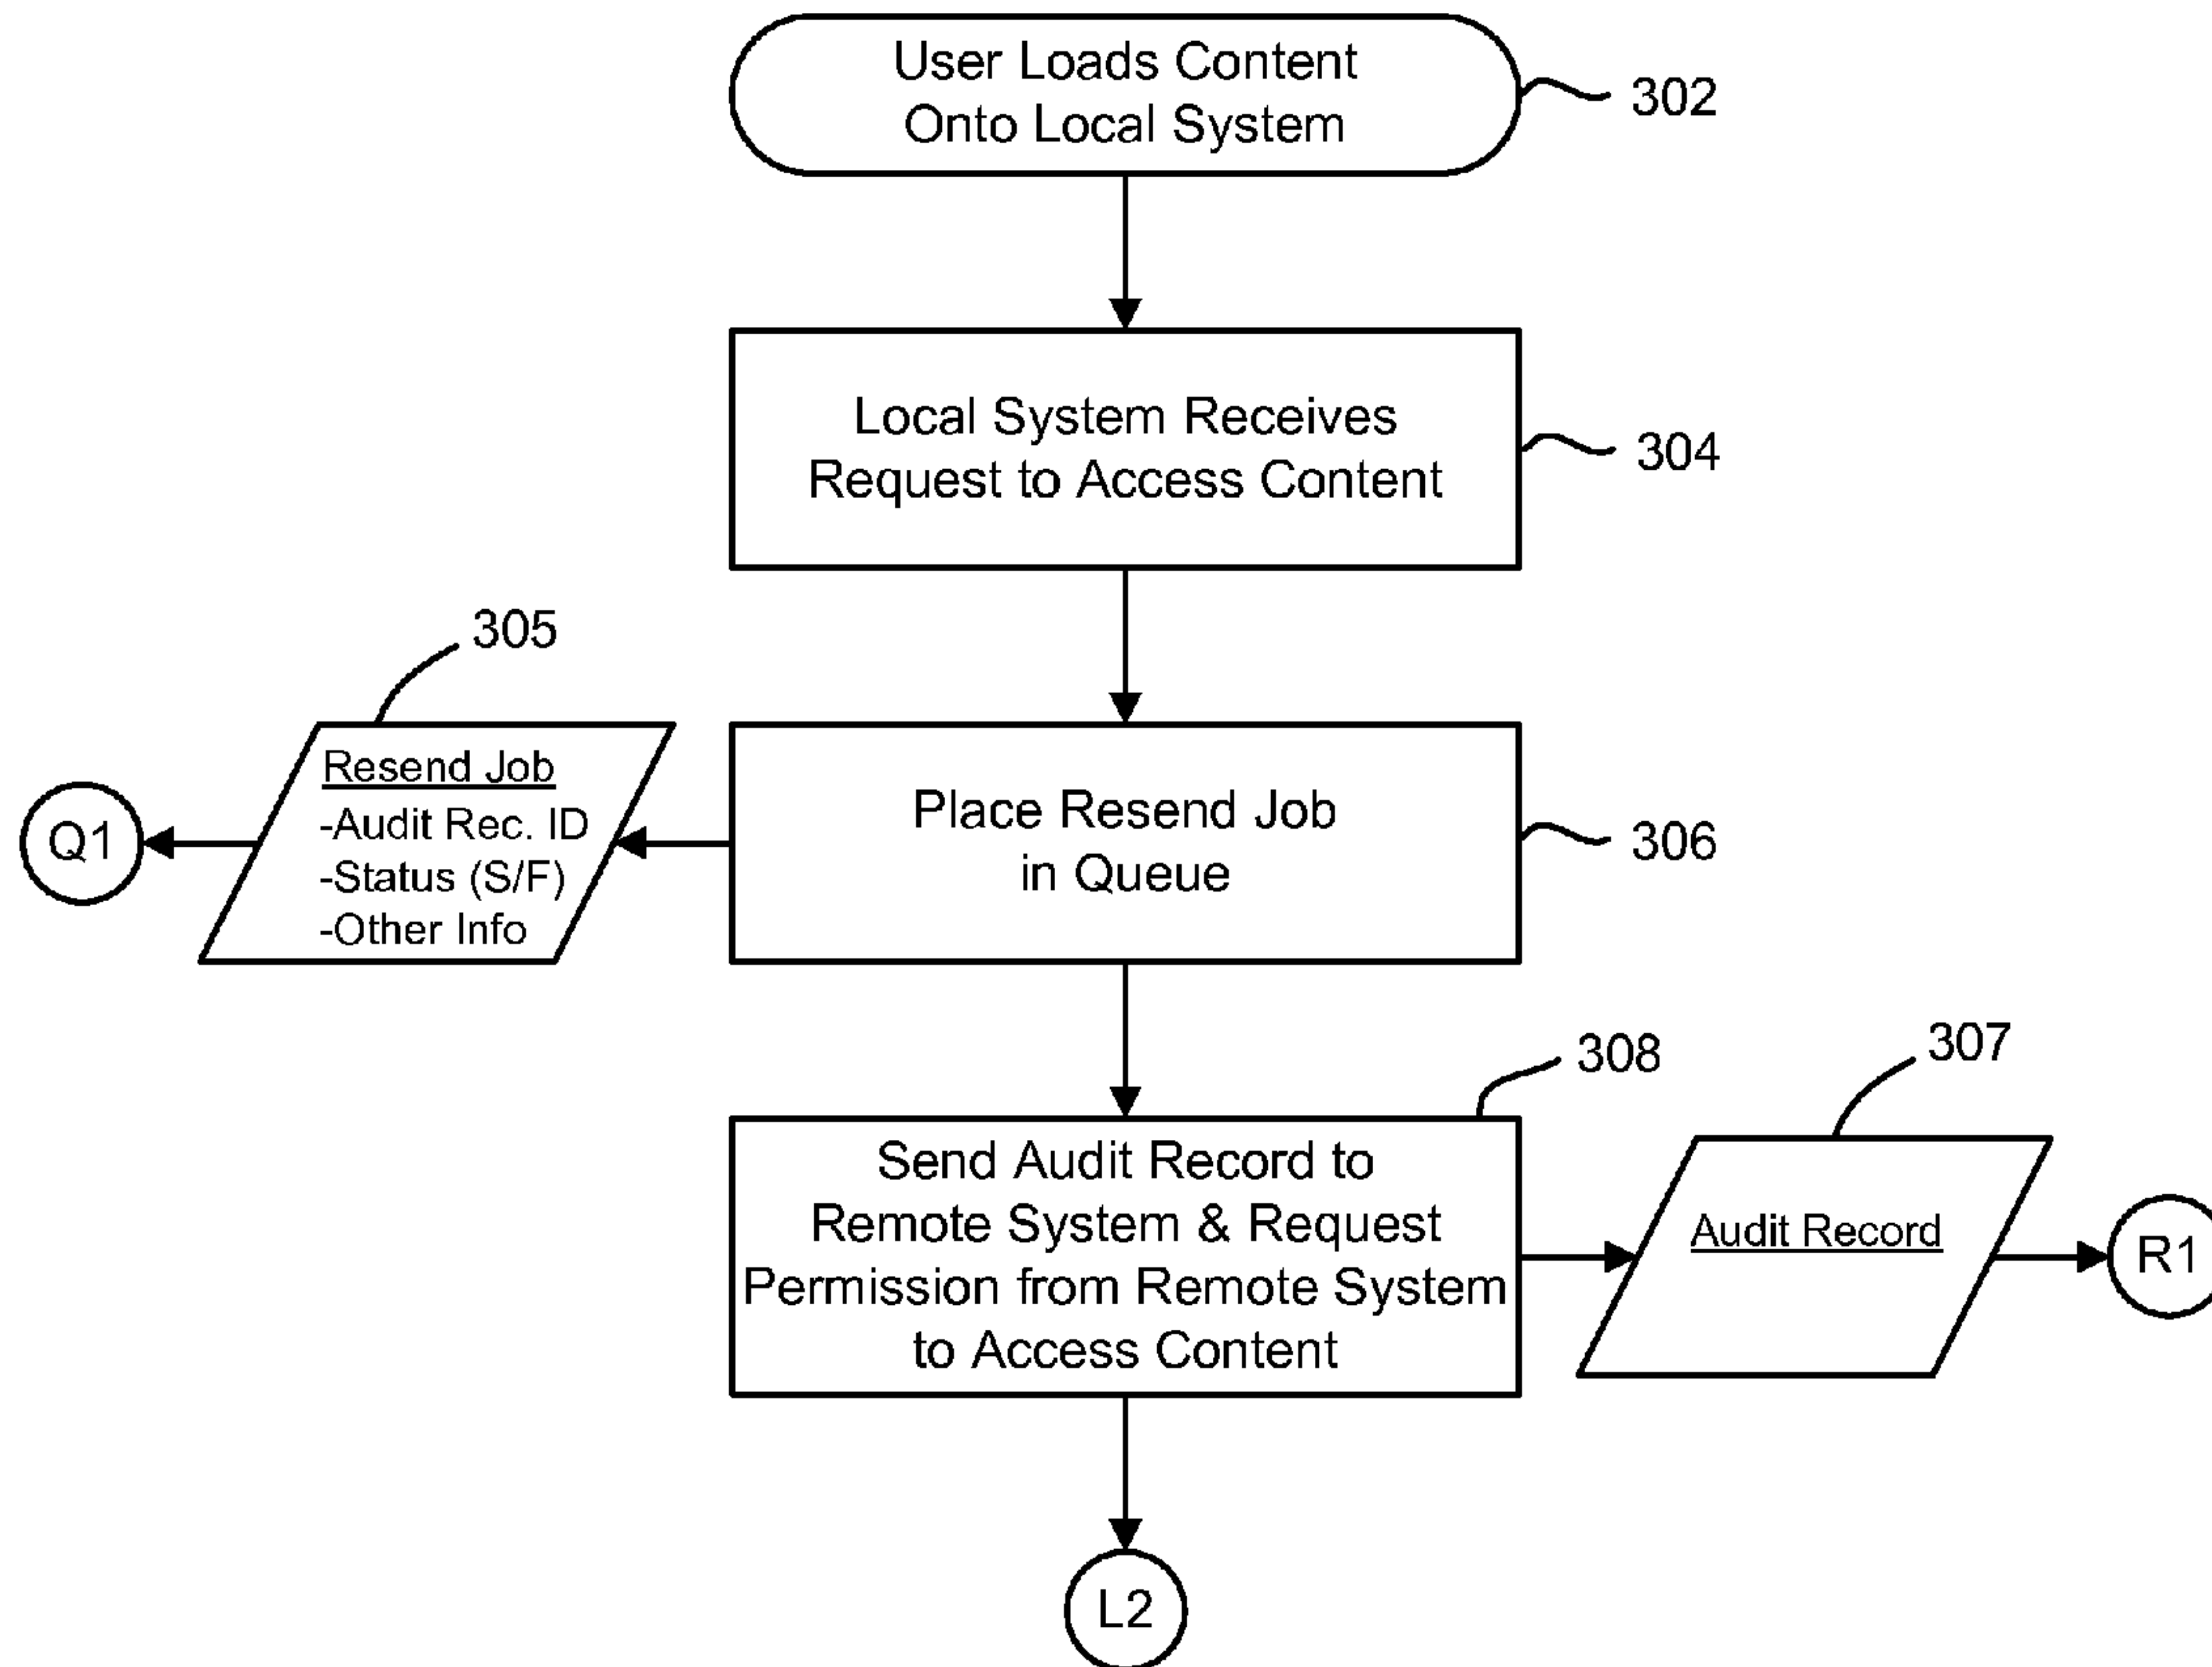 User Loads Content
Onto Local System
302
Local System Receives
Request to Access Content
304
305
Resend Job
-Audit Rec. ID
-Status (S/F)
-Other Info
Q1
Place Resend Job
in Queue
306
308
307
Send Audit Record to
Remote System & Request
Permission from Remote System
to Access Content
Audit Record
R1
L2